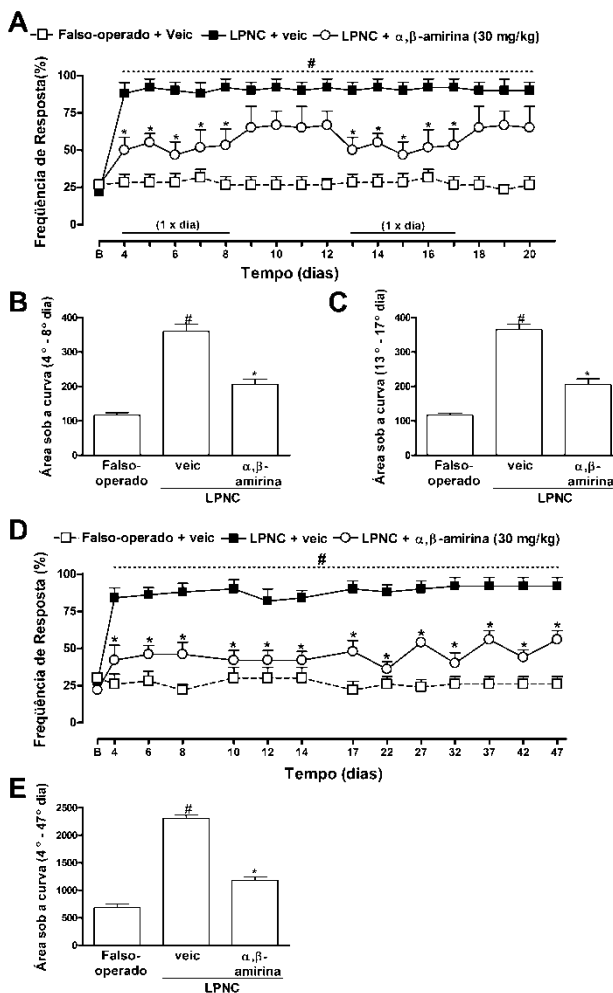 A
Falso-operado + Veic LPNC + veic LPNC + α,β-amirina (30 mg/kg)
#
Freqüência de Resposta(%)
100
75
50
25
0
* * * * * * * * * *
(1 x dia) (1 x dia)
B 4 6 8 10 12 14 16 18 20
Tempo (dias)
B
Área sob a curva (4° - 8° dia)
400
300
200
100
0
#
*
Falso-operado veic α,β-amirina
LPNC
C
Área sob a curva (13° - 17° dia)
400
300
200
100
0
#
*
Falso-operado veic α,β-amirina
LPNC
D
Falso-operado + veic LPNC + veic LPNC + α,β-amirina (30 mg/kg)
#
Freqüência de Resposta (%)
100
75
50
25
0
* * * * * * * * * * * * *
B 4 6 8 10 12 14 17 22 27 32 37 42 47
Tempo (dias)
E
Área sob a curva (4° - 47° dia)
2500
2000
1500
1000
500
0
#
*
Falso-operado veic α,β-amirina
LPNC